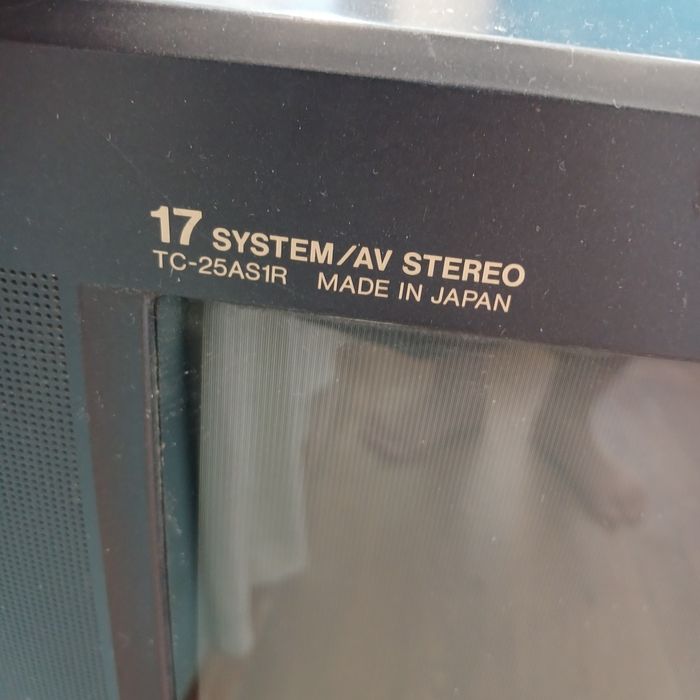 17 SYSTEM/AV STEREO
TC-25AS1R MADE IN JAPAN